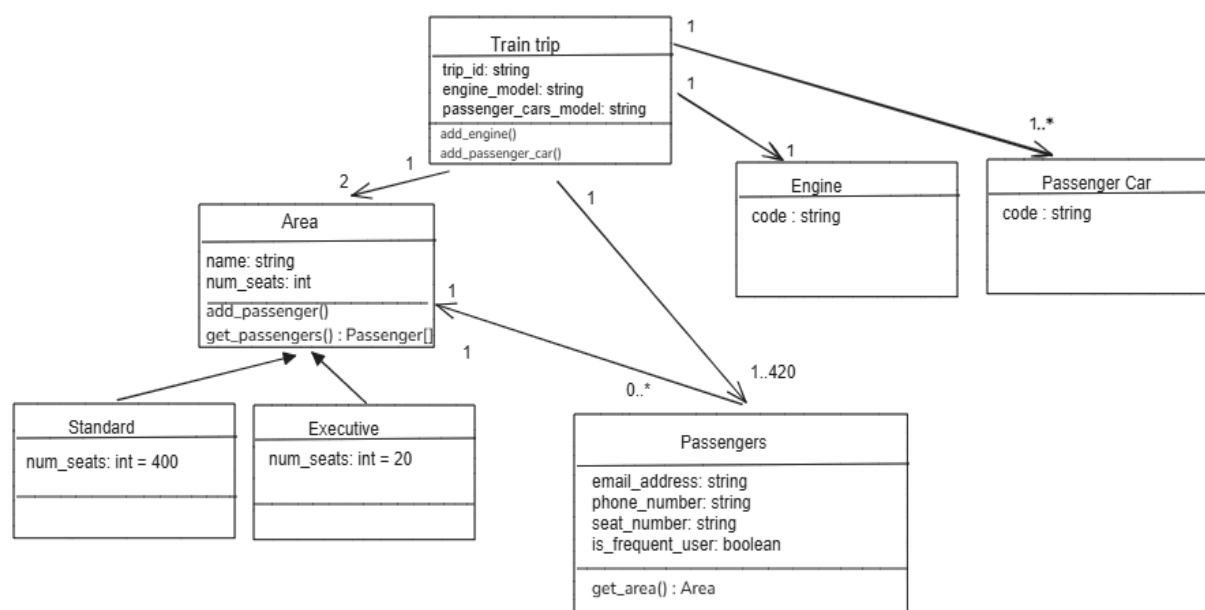 Train trip
trip_id: string
engine_model: string
passenger_cars_model: string
add_engine()
add_passenger_car()
1
1
1
1..*
1
2
1
Engine
code : string
Passenger Car
code : string
Area
name: string
num_seats: int
add_passenger()
get_passengers() : Passenger[]
1
1
0..*
1..420
Standard
num_seats: int = 400
Executive
num_seats: int = 20
Passengers
email_address: string
phone_number: string
seat_number: string
is_frequent_user: boolean
get_area() : Area